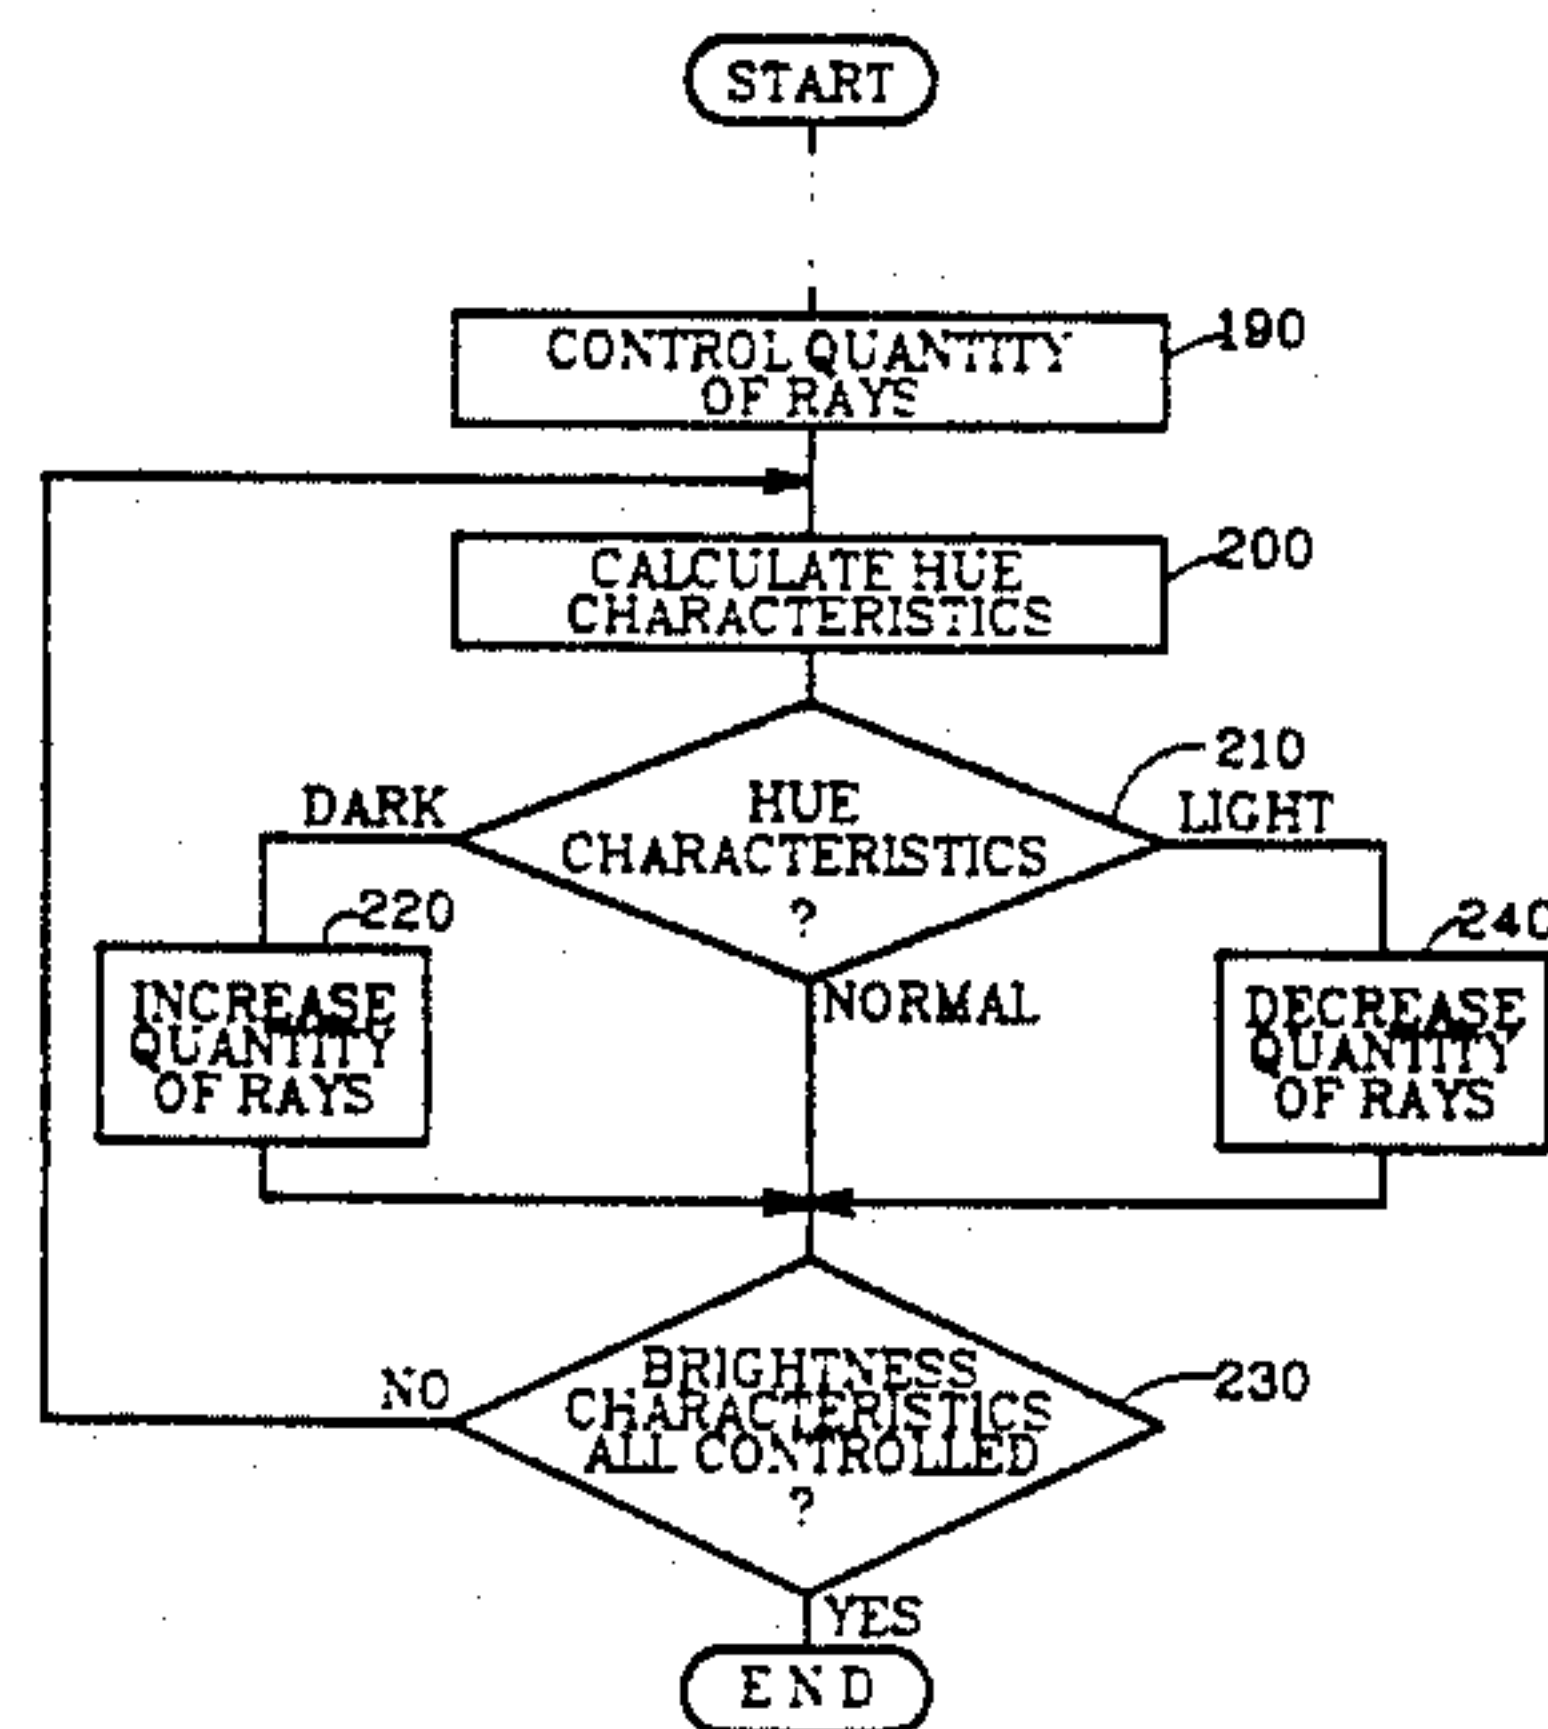 START
CONTROL QUANTITY
OF RAYS
190
CALCULATE HUE
CHARACTERISTICS
200
210
DARK
HUE
CHARACTERISTICS
?
LIGHT
220
240
INCREASE
QUANTITY
OF RAYS
NORMAL
DECREASE
QUANTITY
OF RAYS
BRIGHTNESS
CHARACTERISTICS
ALL CONTROLLED
?
230
NO
YES
END